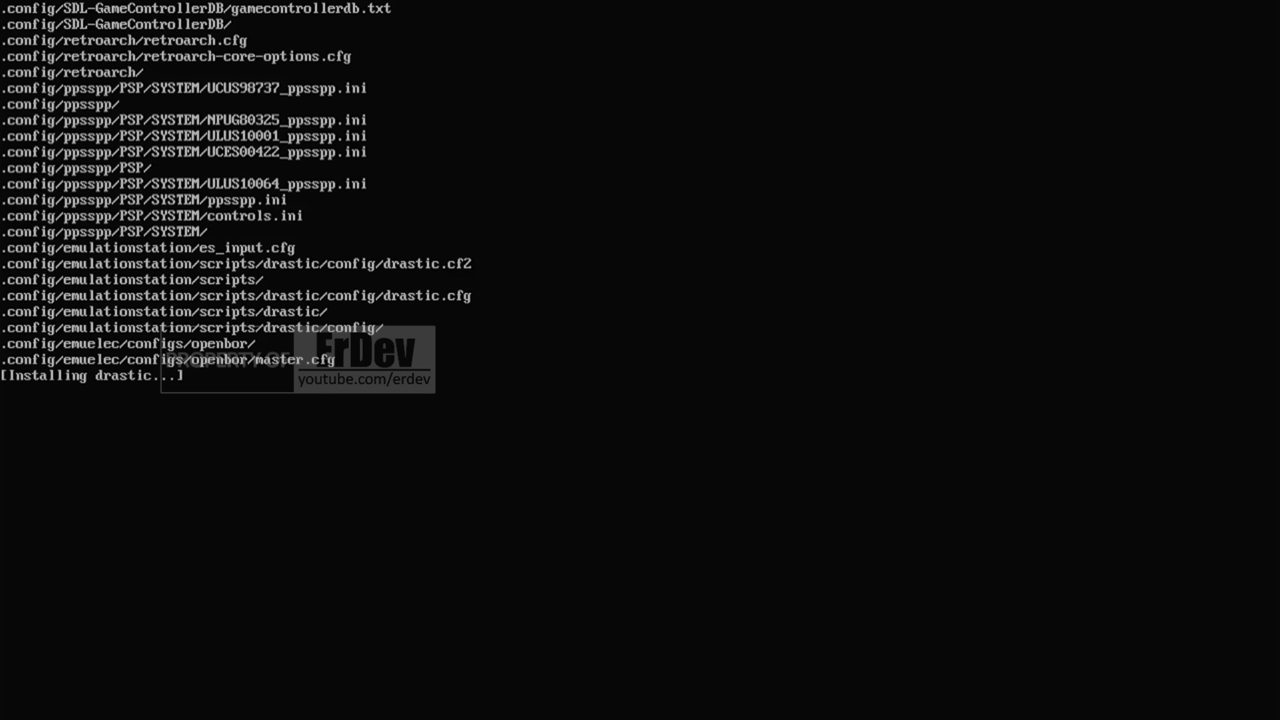 .config/SDL-GameControllerDB/gamecontrollerdb.txt
.config/SDL-GameControllerDB/
.config/retroarch/retroarch.cfg
.config/retroarch/retroarch-core-options.cfg
.config/retroarch/
.config/ppsspp/PSP/SYSTEM/UCUS98737_ppsspp.ini
.config/ppsspp/
.config/ppsspp/PSP/SYSTEM/NPUG80325_ppsspp.ini
.config/ppsspp/PSP/SYSTEM/ULUS10001_ppsspp.ini
.config/ppsspp/PSP/SYSTEM/UCES00422_ppsspp.ini
.config/ppsspp/PSP/
.config/ppsspp/PSP/SYSTEM/ULUS10064_ppsspp.ini
.config/ppsspp/PSP/SYSTEM/ppsspp.ini
.config/ppsspp/PSP/SYSTEM/controls.ini
.config/ppsspp/PSP/SYSTEM/
.config/emulationstation/es_input.cfg
.config/emulationstation/scripts/drastic/config/drastic.cf2
.config/emulationstation/scripts/
.config/emulationstation/scripts/drastic/config/drastic.cfg
.config/emulationstation/scripts/drastic/
.config/emulationstation/scripts/drastic/config/
.config/emuelec/configs/openbor/
.config/emuelec/configs/openbor/master.cfg
[Installing drastic...]
PROPERTY OF
ErDev
youtube.com/erdev